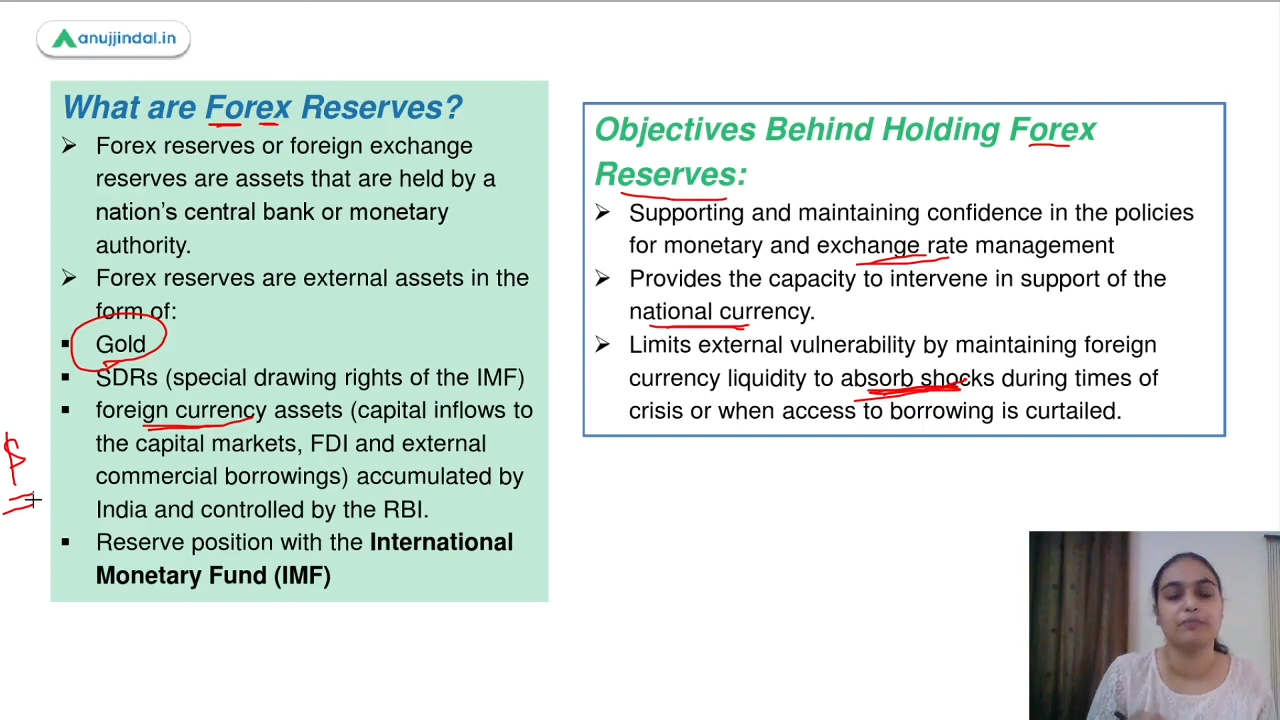 anujjindal.in
What are Forex Reserves?
➢ Forex reserves or foreign exchange
reserves are assets that are held by a
nation's central bank or monetary
authority.
➢ Forex reserves are external assets in the
form of:
▪ Gold
▪ SDRs (special drawing rights of the IMF)
▪ foreign currency assets (capital inflows to
the capital markets, FDI and external
commercial borrowings) accumulated by
India and controlled by the RBI.
▪ Reserve position with the International
Monetary Fund (IMF)
Objectives Behind Holding Forex
Reserves:
➢ Supporting and maintaining confidence in the policies
for monetary and exchange rate management
➢ Provides the capacity to intervene in support of the
national currency.
➢ Limits external vulnerability by maintaining foreign
currency liquidity to absorb shocks during times of
crisis or when access to borrowing is curtailed.